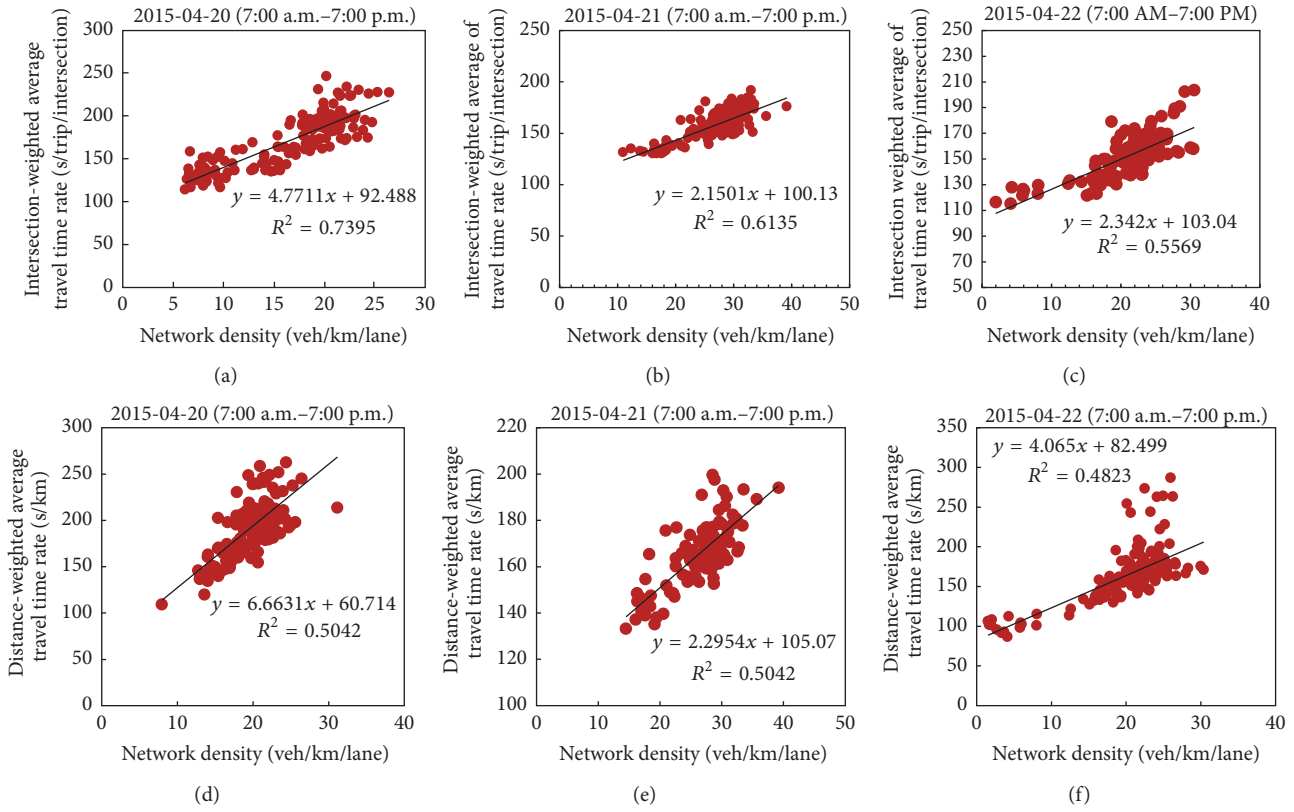 2015-04-20 (7:00 a.m.–7:00 p.m.)
Intersection-weighted average
travel time rate (s/trip/intersection)
300
250
200
150
100
50
0
y = 4.7711x + 92.488
R² = 0.7395
0 5 10 15 20 25 30
Network density (veh/km/lane)
(a)
2015-04-21 (7:00 a.m.–7:00 p.m.)
Intersection-weighted average of
travel time rate (s/trip/intersection)
250
200
150
100
50
0
y = 2.1501x + 100.13
R² = 0.6135
0 10 20 30 40 50
Network density (veh/km/lane)
(b)
2015-04-22 (7:00 AM–7:00 PM)
Intersection weighted average of
travel time rate (s/trip/intersection)
250
230
210
190
170
150
130
110
90
70
50
y = 2.342x + 103.04
R² = 0.5569
0 10 20 30 40
Network density (veh/km/lane)
(c)
2015-04-20 (7:00 a.m.–7:00 p.m.)
Distance-weighted average
travel time rate (s/km)
300
250
200
150
100
50
0
y = 6.6631x + 60.714
R² = 0.5042
0 10 20 30 40
Network density (veh/km/lane)
(d)
2015-04-21 (7:00 a.m.–7:00 p.m.)
Distance-weighted average
travel time rate (s/km)
220
200
180
160
140
120
100
y = 2.2954x + 105.07
R² = 0.5042
0 10 20 30 40 50
Network density (veh/km/lane)
(e)
2015-04-22 (7:00 a.m.–7:00 p.m.)
Distance-weighted average
travel time rate (s/km)
350
300
250
200
150
100
50
0
y = 4.065x + 82.499
R² = 0.4823
0 10 20 30 40
Network density (veh/km/lane)
(f)